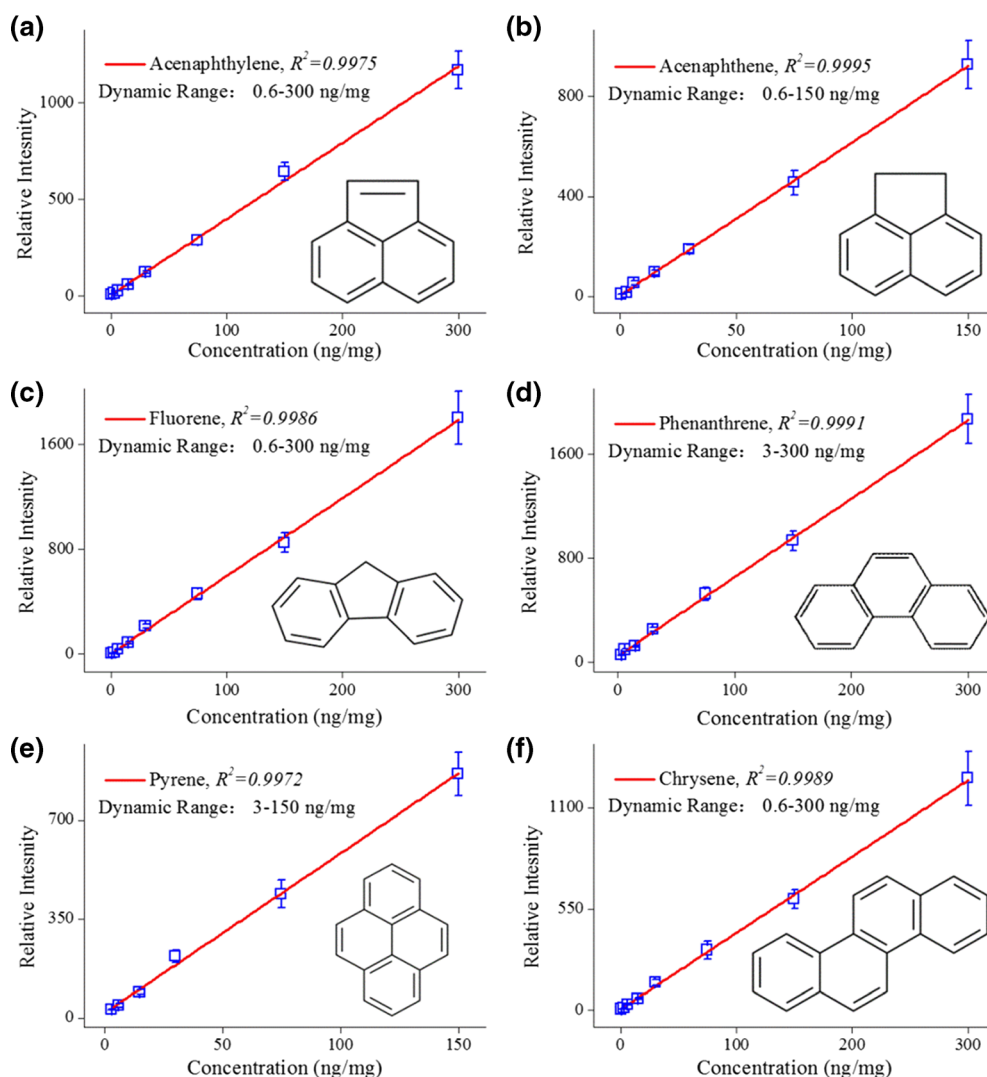 (a)
Acenaphthylene, R²=0.9975
Dynamic Range： 0.6-300 ng/mg
Relative Intesnity
1000
500
0
0 100 200 300
Concentration (ng/mg)
(b)
Acenaphthene, R²=0.9995
Dynamic Range： 0.6-150 ng/mg
Relative Intesnity
800
400
0
0 50 100 150
Concentration (ng/mg)
(c)
Fluorene, R²=0.9986
Dynamic Range： 0.6-300 ng/mg
Relative Intesnity
1600
800
0
0 100 200 300
Concentration (ng/mg)
(d)
Phenanthrene, R²=0.9991
Dynamic Range： 3-300 ng/mg
Relative Intesnity
1600
800
0
0 100 200 300
Concentration (ng/mg)
(e)
Pyrene, R²=0.9972
Dynamic Range： 3-150 ng/mg
Relative Intesnity
700
350
0
0 50 100 150
Concentration (ng/mg)
(f)
Chrysene, R²=0.9989
Dynamic Range： 0.6-300 ng/mg
Relative Intesnity
1100
550
0
0 100 200 300
Concentration (ng/mg)